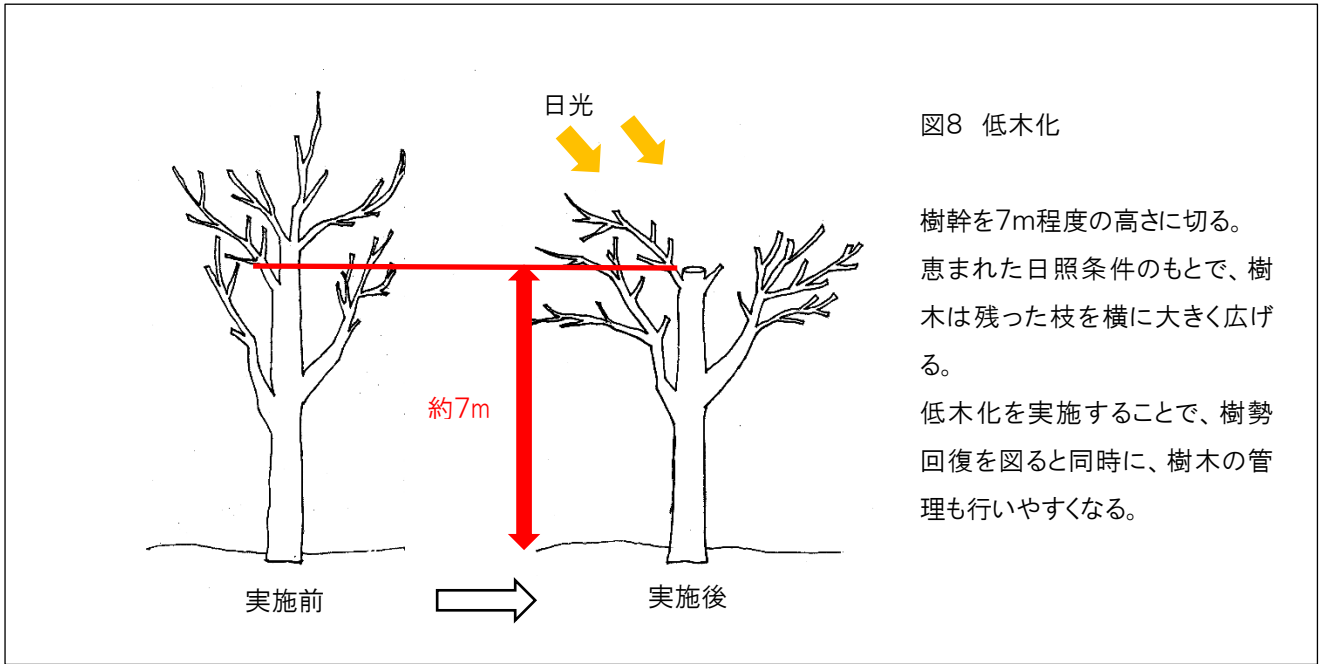 日光
約7m
実施前
実施後
図8 低木化
樹幹を7m程度の高さに切る。
恵まれた日照条件のもとで、樹
木は残った枝を横に大きく広げ
る。
低木化を実施することで、樹勢
回復を図ると同時に、樹木の管
理も行いやすくなる。